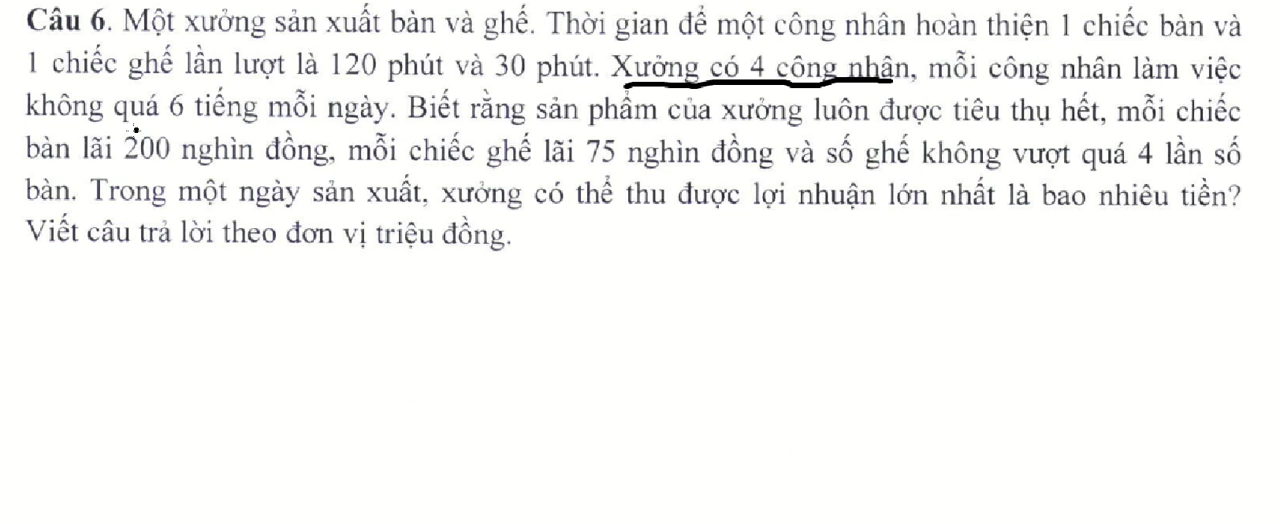 Câu 6. Một xưởng sản xuất bàn và ghế. Thời gian để một công nhân hoàn thiện 1 chiếc bàn và
1 chiếc ghế lần lượt là 120 phút và 30 phút. Xưởng có 4 công nhân, mỗi công nhân làm việc
không quá 6 tiếng mỗi ngày. Biết rằng sản phẩm của xưởng luôn được tiêu thụ hết, mỗi chiếc
bàn lãi 200 nghìn đồng, mỗi chiếc ghế lãi 75 nghìn đồng và số ghế không vượt quá 4 lần số
bàn. Trong một ngày sản xuất, xưởng có thể thu được lợi nhuận lớn nhất là bao nhiêu tiền?
Viết câu trả lời theo đơn vị triệu đồng.